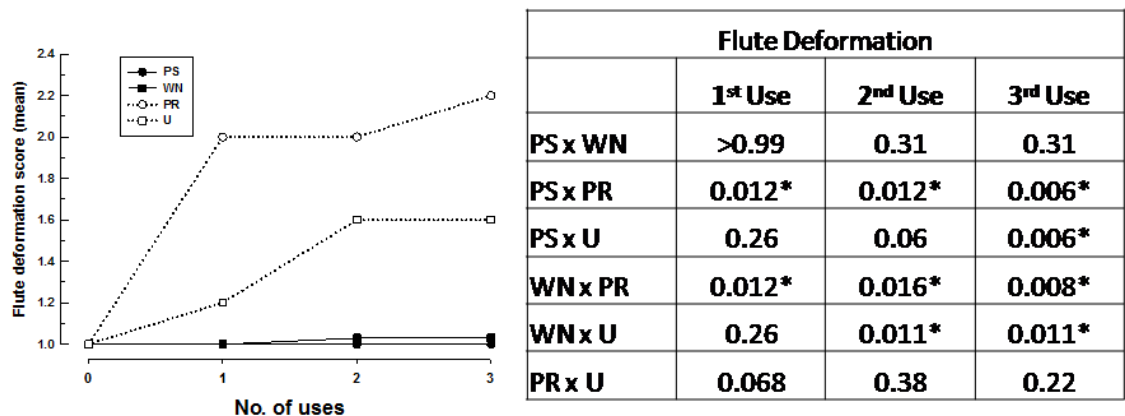 Flute deformation score (mean)
2.4
2.2
2.0
1.8
1.6
1.4
1.2
1.0
PS
WN
PR
U
0 1 2 3
No. of uses
Flute Deformation
1st Use 2nd Use 3rd Use
PS x WN >0.99 0.31 0.31
PS x PR 0.012* 0.012* 0.006*
PS x U 0.26 0.06 0.006*
WN x PR 0.012* 0.016* 0.008*
WN x U 0.26 0.011* 0.011*
PR x U 0.068 0.38 0.22